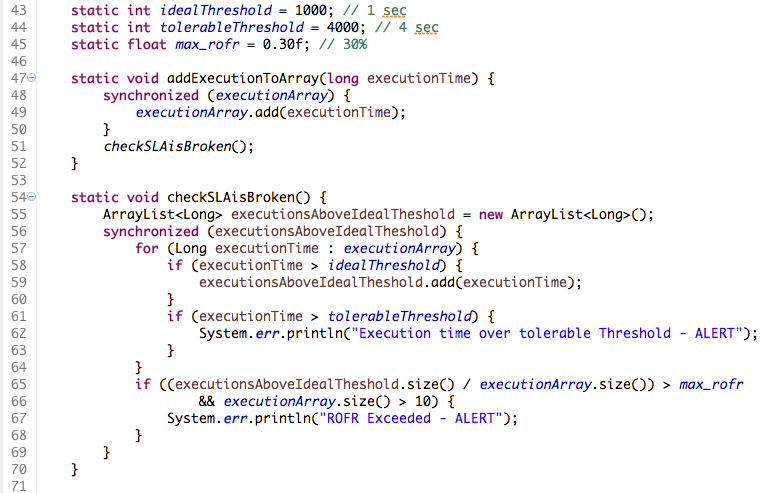 43 static int idealThreshold = 1000; // 1 sec
44 static int tolerableThreshold = 4000; // 4 sec
45 static float max_rofr = 0.30f; // 30%
46
47 static void addExecutionToArray(long executionTime) {
48 synchronized (executionArray) {
49 executionArray.add(executionTime);
50 }
51 checkSLAisBroken();
52 }
53
54 static void checkSLAisBroken() {
55 ArrayList<Long> executionsAboveIdealTheshold = new ArrayList<Long>();
56 synchronized (executionsAboveIdealTheshold) {
57 for (Long executionTime : executionArray) {
58 if (executionTime > idealThreshold) {
59 executionsAboveIdealTheshold.add(executionTime);
60 }
61 if (executionTime > tolerableThreshold) {
62 System.err.println("Execution time over tolerable Threshold - ALERT");
63 }
64 }
65 if ((executionsAboveIdealTheshold.size() / executionArray.size()) > max_rofr
66 && executionArray.size() > 10) {
67 System.err.println("ROFR Exceeded - ALERT");
68 }
69 }
70 }
71